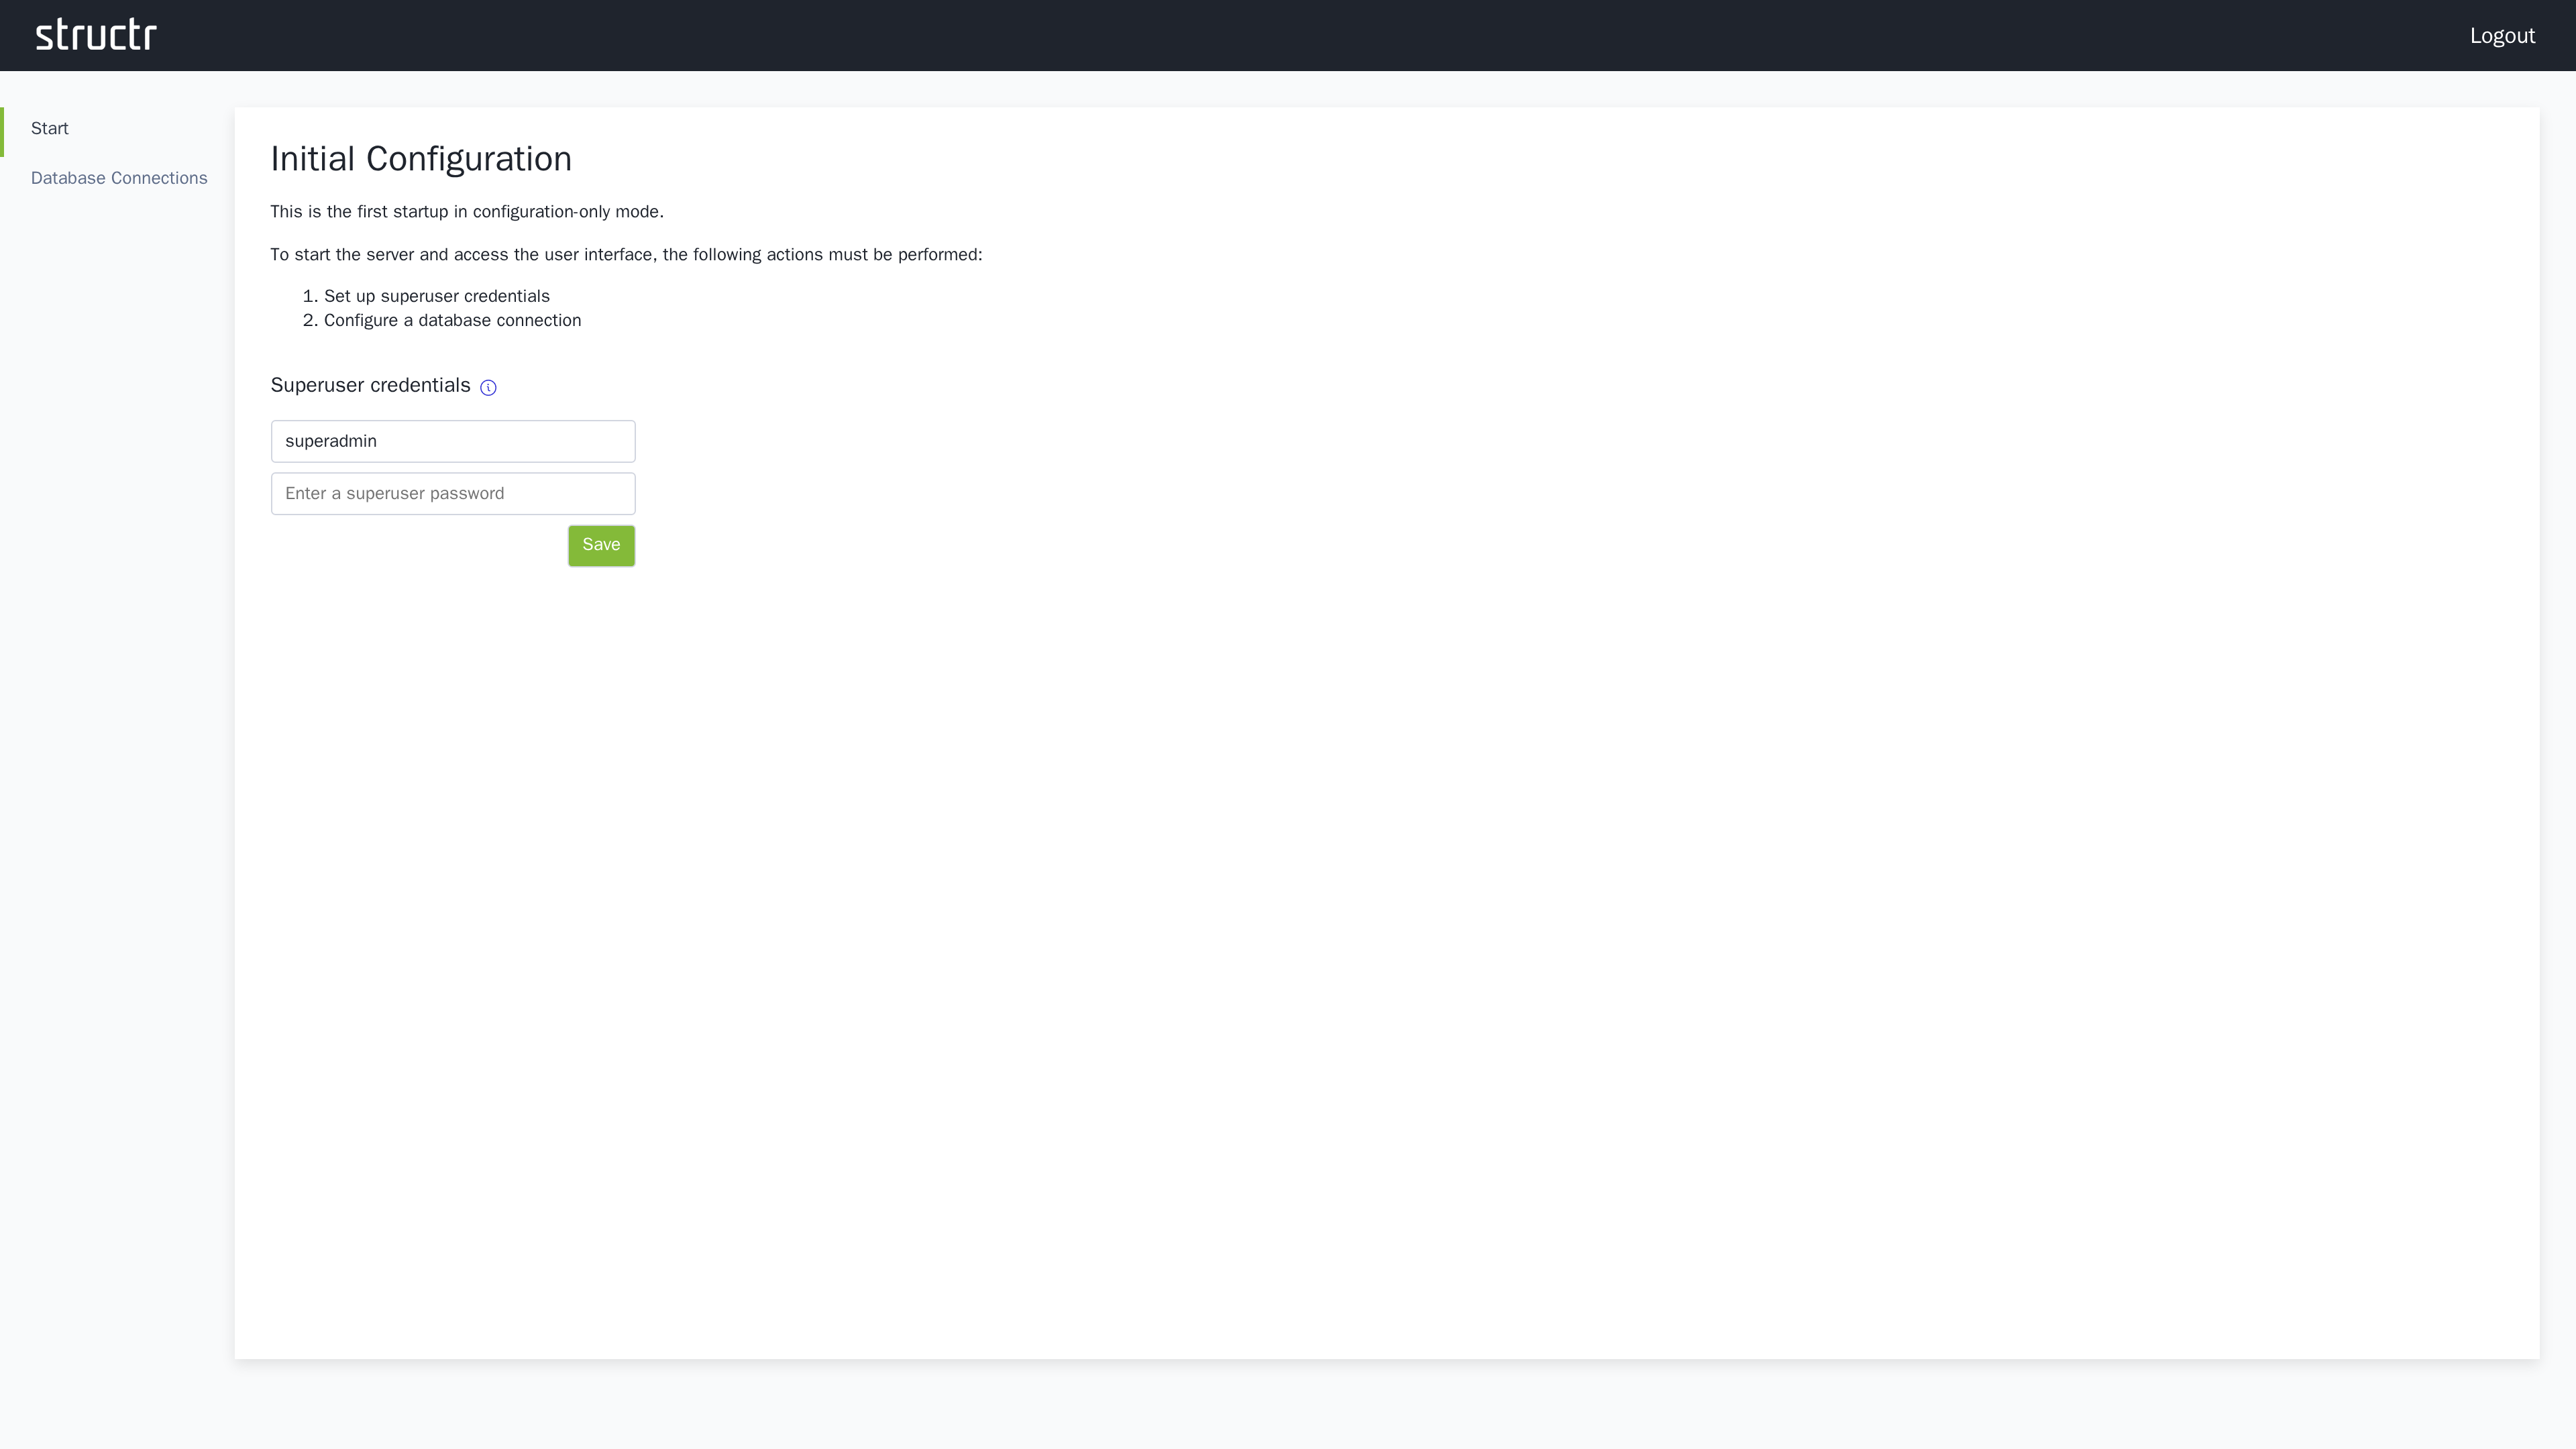 structr
Logout
Start
Database Connections
Initial Configuration
This is the first startup in configuration-only mode.
To start the server and access the user interface, the following actions must be performed:
1. Set up superuser credentials
2. Configure a database connection
Superuser credentials
superadmin
Enter a superuser password
Save